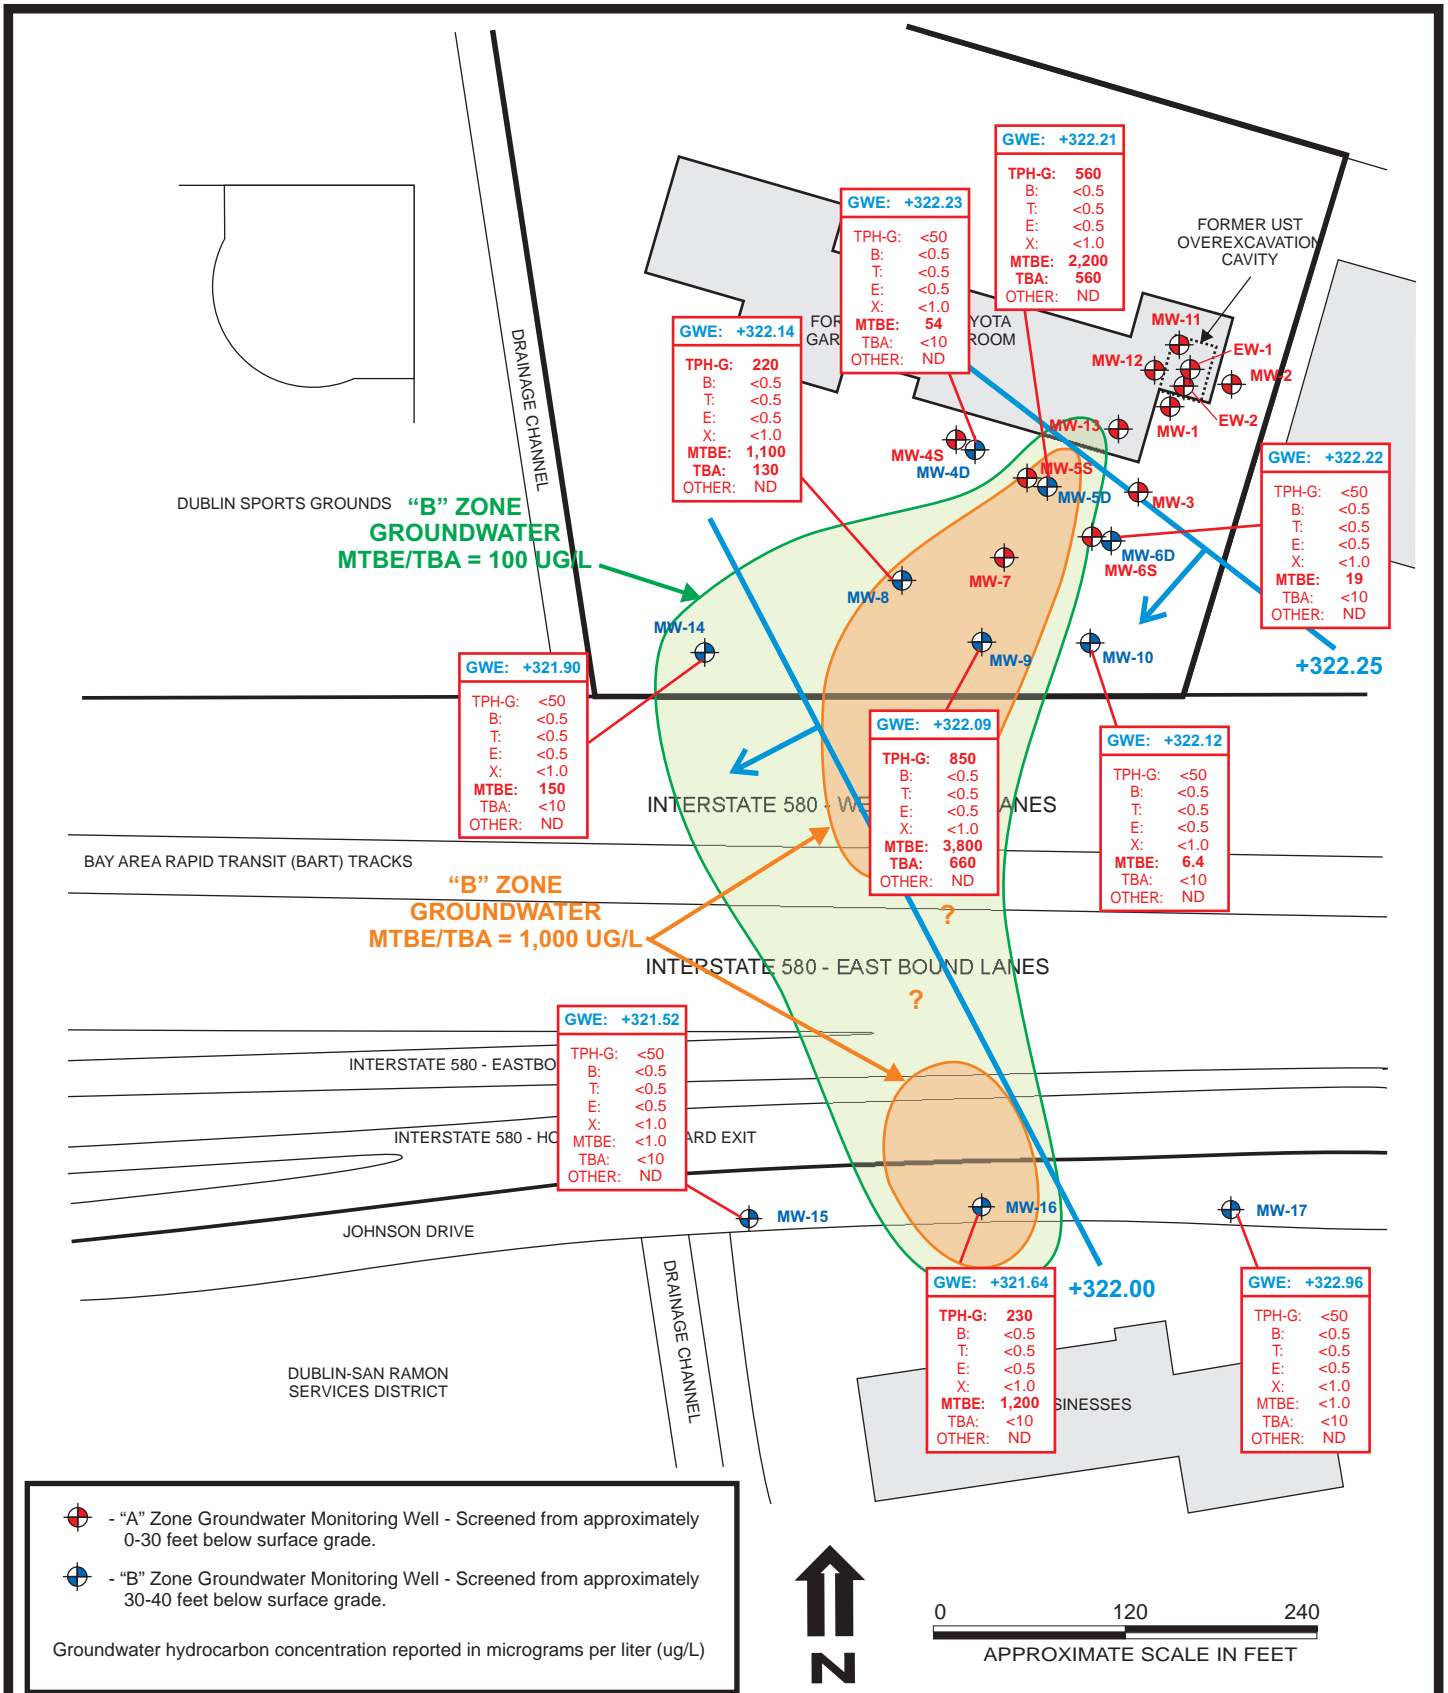 GWE: +322.21
TPH-G: 560
B: <0.5
T: <0.5
E: <0.5
X: <1.0
MTBE: 2,200
TBA: 560
OTHER: ND
GWE: +322.23
TPH-G: <50
B: <0.5
T: <0.5
E: <0.5
X: <1.0
MTBE: 54
TBA: <10
OTHER: ND
FORMER UST
OVEREXCAVATION
CAVITY
GWE: +322.14
TPH-G: 220
B: <0.5
T: <0.5
E: <0.5
X: <1.0
MTBE: 1,100
TBA: 130
OTHER: ND
FOR YOTA
GAR ROOM
MW-11
EW-1
MW-12
MW-2
EW-2
MW-1
MW-13
DRAINAGE CHANNEL
MW-4S
MW-4D
MW-5S
MW-5D
MW-3
GWE: +322.22
TPH-G: <50
B: <0.5
T: <0.5
E: <0.5
X: <1.0
MTBE: 19
TBA: <10
OTHER: ND
DUBLIN SPORTS GROUNDS
“B” ZONE
GROUNDWATER
MTBE/TBA = 100 UG/L
MW-6D
MW-6S
MW-7
MW-8
MW-14
MW-9
MW-10
+322.25
GWE: +321.90
TPH-G: <50
B: <0.5
T: <0.5
E: <0.5
X: <1.0
MTBE: 150
TBA: <10
OTHER: ND
GWE: +322.09
TPH-G: 850
B: <0.5
T: <0.5
E: <0.5
X: <1.0
MTBE: 3,800
TBA: 660
OTHER: ND
GWE: +322.12
TPH-G: <50
B: <0.5
T: <0.5
E: <0.5
X: <1.0
MTBE: 6.4
TBA: <10
OTHER: ND
INTERSTATE 580 - WE ANES
BAY AREA RAPID TRANSIT (BART) TRACKS
“B” ZONE
GROUNDWATER
MTBE/TBA = 1,000 UG/L
?
INTERSTATE 580 - EAST BOUND LANES
?
GWE: +321.52
TPH-G: <50
B: <0.5
T: <0.5
E: <0.5
X: <1.0
MTBE: <1.0
TBA: <10
OTHER: ND
INTERSTATE 580 - EASTBO
INTERSTATE 580 - HO ARD EXIT
MW-15
MW-16
MW-17
JOHNSON DRIVE
DRAINAGE CHANNEL
GWE: +321.64
TPH-G: 230
B: <0.5
T: <0.5
E: <0.5
X: <1.0
MTBE: 1,200
TBA: <10
OTHER: ND
+322.00
GWE: +322.96
TPH-G: <50
B: <0.5
T: <0.5
E: <0.5
X: <1.0
MTBE: <1.0
TBA: <10
OTHER: ND
DUBLIN-SAN RAMON
SERVICES DISTRICT
SINESSES
- “A” Zone Groundwater Monitoring Well - Screened from approximately
0-30 feet below surface grade.
- “B” Zone Groundwater Monitoring Well - Screened from approximately
30-40 feet below surface grade.
Groundwater hydrocarbon concentration reported in micrograms per liter (ug/L)
N
0 120 240
APPROXIMATE SCALE IN FEET